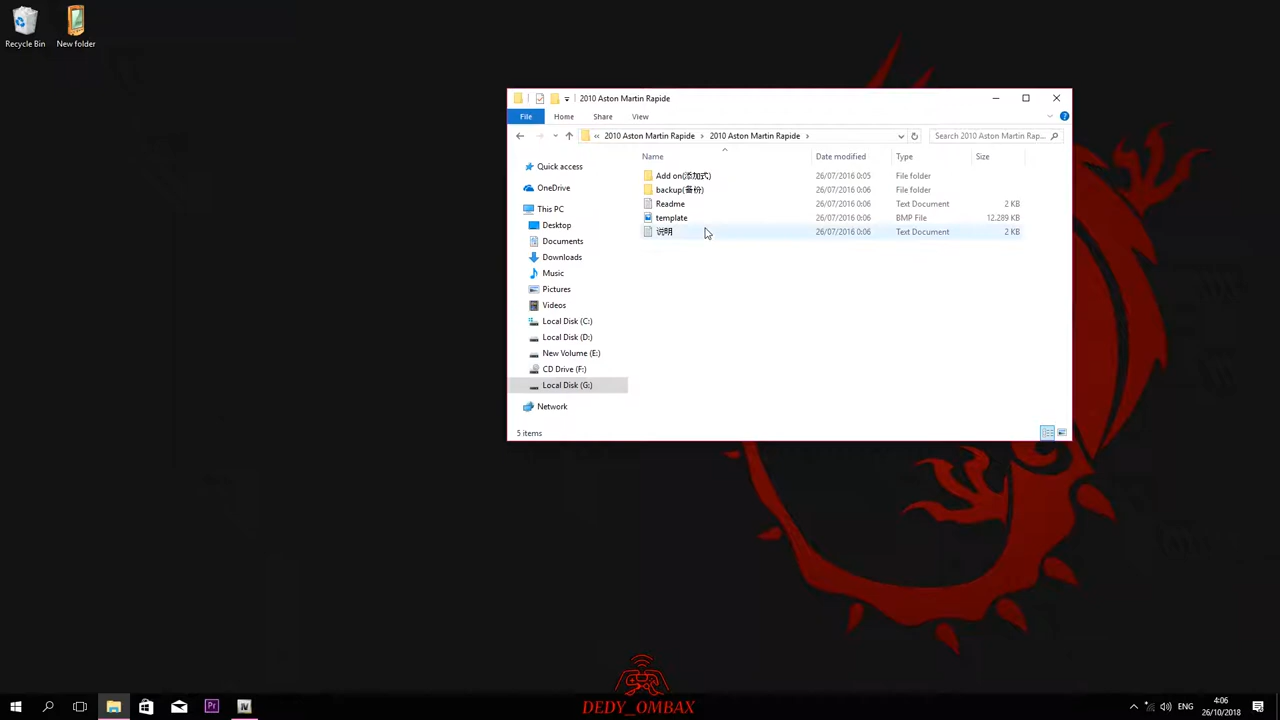 Recycle Bin
New folder
2010 Aston Martin Rapide
File Home Share View
« 2010 Aston Martin Rapide › 2010 Aston Martin Rapide ›
Search 2010 Aston Martin Rap...
Name Date modified Type Size
Add on(添加式) 26/07/2016 0:05 File folder
backup(备份) 26/07/2016 0:06 File folder
Readme 26/07/2016 0:06 Text Document 2 KB
template 26/07/2016 0:06 BMP File 12.289 KB
说明 26/07/2016 0:06 Text Document 2 KB
Quick access
OneDrive
This PC
Desktop
Documents
Downloads
Music
Pictures
Videos
Local Disk (C:)
Local Disk (D:)
New Volume (E:)
CD Drive (F:)
Local Disk (G:)
Network
5 items
DEDY_OMBAX
Pr
IV
ENG
4:06
26/10/2018